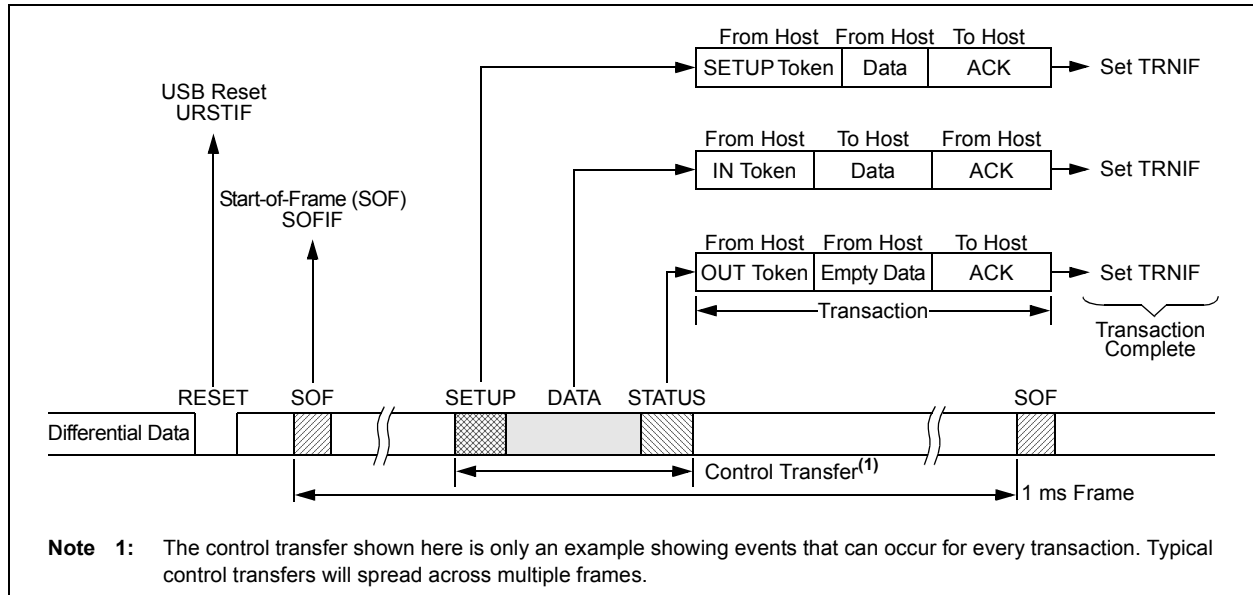 From Host From Host To Host
SETUP Token Data ACK Set TRNIF
USB Reset
URSTIF
From Host To Host From Host
IN Token Data ACK Set TRNIF
Start-of-Frame (SOF)
SOFIF
From Host From Host To Host
OUT Token Empty Data ACK Set TRNIF
Transaction
Transaction
Complete
RESET SOF SETUP DATA STATUS SOF
Differential Data
Control Transfer(1)
1 ms Frame
Note 1: The control transfer shown here is only an example showing events that can occur for every transaction. Typical
control transfers will spread across multiple frames.